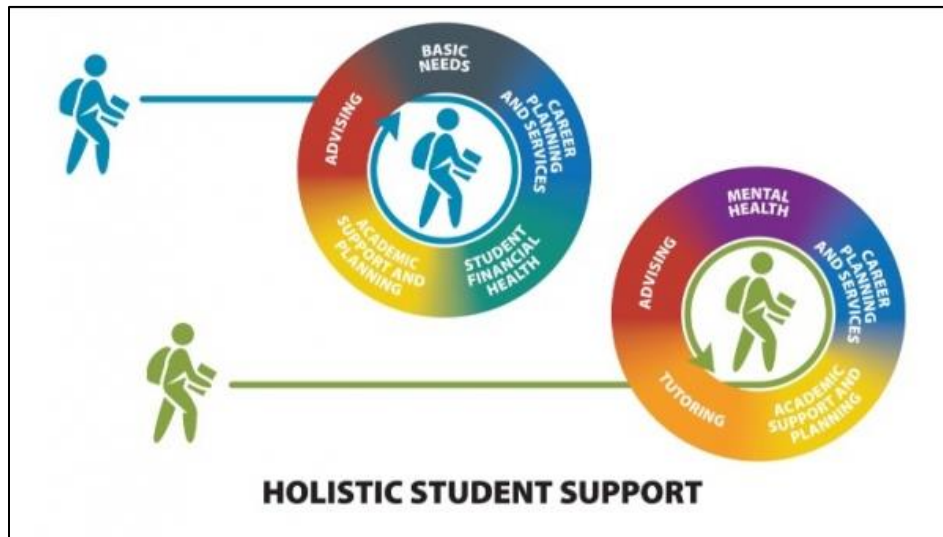 BASIC
NEEDS
CAREER
PLANNING
AND SERVICES
STUDENT
FINANCIAL
HEALTH
ACADEMIC
SUPPORT AND
PLANNING
ADVISING
MENTAL
HEALTH
CAREER
PLANNING
AND SERVICES
ACADEMIC
SUPPORT AND
PLANNING
TUTORING
ADVISING
HOLISTIC STUDENT SUPPORT